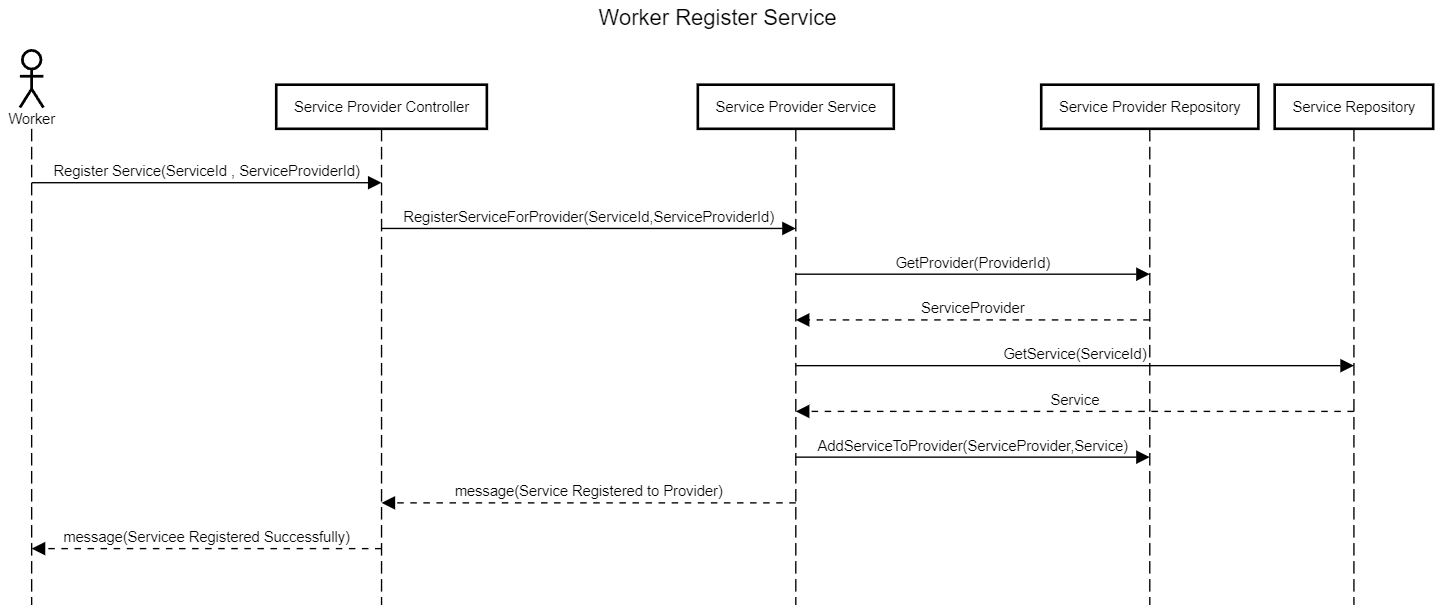 Worker Register Service
Worker
Service Provider Controller
Service Provider Service
Service Provider Repository
Service Repository
Register Service(ServiceId , ServiceProviderId)
RegisterServiceForProvider(ServiceId,ServiceProviderId)
GetProvider(ProviderId)
ServiceProvider
GetService(ServiceId)
Service
AddServiceToProvider(ServiceProvider,Service)
message(Service Registered to Provider)
message(Servicee Registered Successfully)